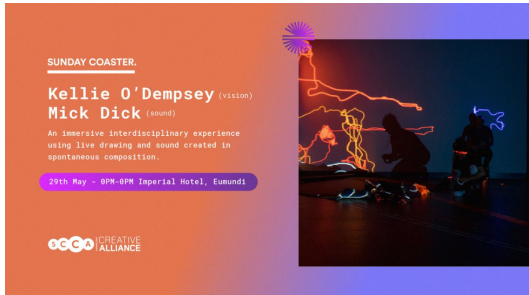 SUNDAY COASTER.
Kellie O'Dempsey (vision)
Mick Dick (sound)
An immersive interdisciplinary experience
using live drawing and sound created in
spontaneous composition.
29th May - 0PM-0PM Imperial Hotel, Eumundi
SCCA CREATIVE
ALLIANCE